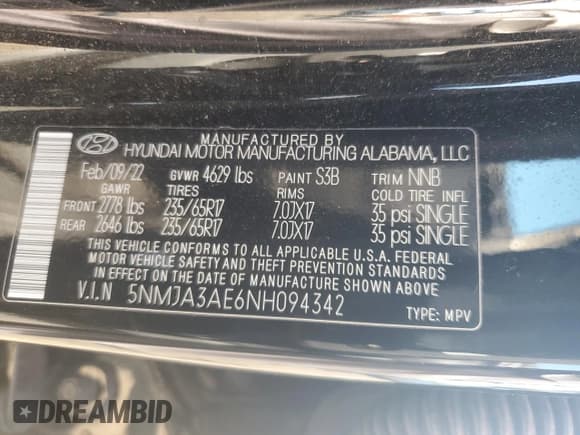 MANUFACTURED BY
HYUNDAI MOTOR MANUFACTURING ALABAMA, LLC
Feb/09/22 GVWR 4629 lbs PAINT S3B TRIM NNB
GAWR TIRES RIMS COLD TIRE INFL
FRONT 2778 lbs 235/65R17 7.0JX17 35 psi SINGLE
REAR 2646 lbs 235/65R17 7.0JX17 35 psi SINGLE
THIS VEHICLE CONFORMS TO ALL APPLICABLE U.S.A. FEDERAL
MOTOR VEHICLE SAFETY AND THEFT PREVENTION STANDARDS
IN EFFECT ON THE DATE OF MANUFACTURE SHOWN ABOVE
V.I.N 5NMJA3AE6NH094342
TYPE: MPV
DREAMBID